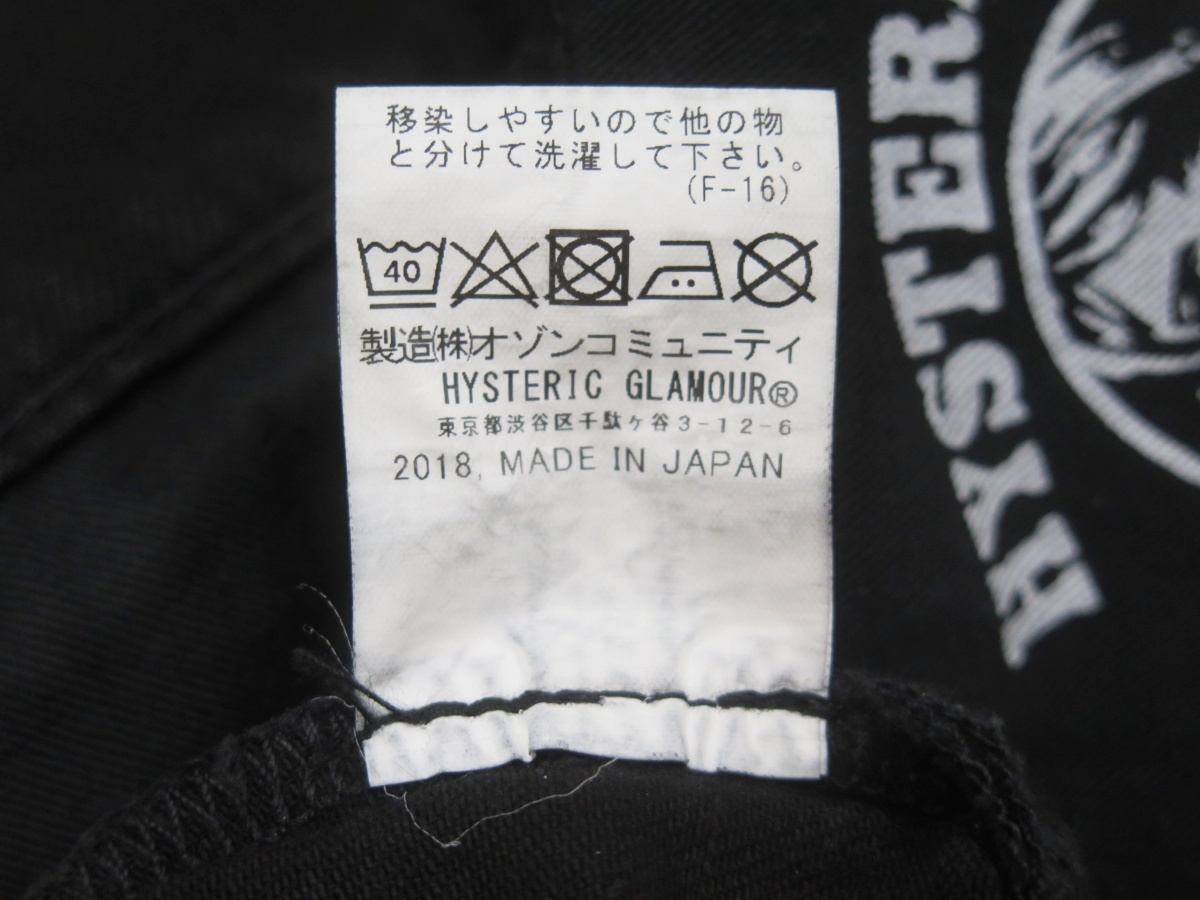 移染しやすいので他の物
と分けて洗濯して下さい。
(F-16)
40
製造㈱オゾンコミュニティ
HYSTERIC GLAMOUR®
東京都渋谷区千駄ヶ谷3-12-6
2018, MADE IN JAPAN
HYSTER